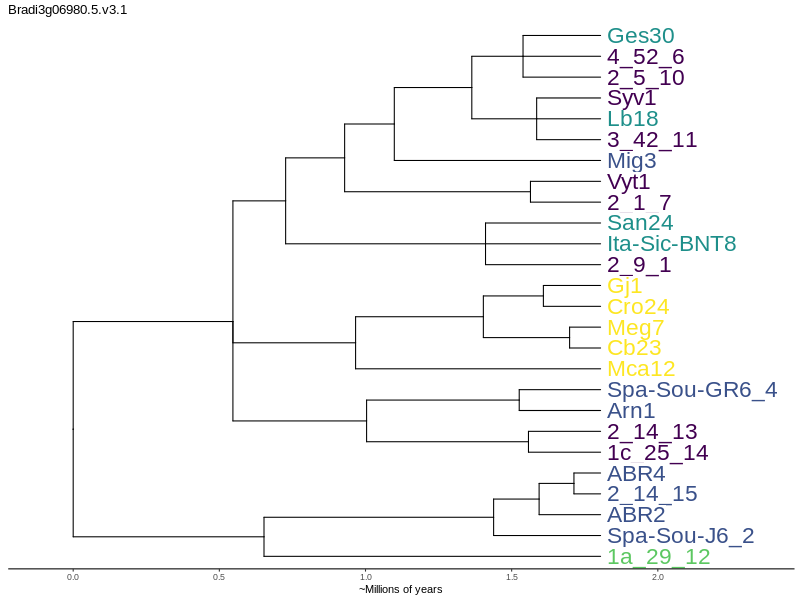 Bradi3g06980.5.v3.1
Ges30
4_52_6
2_5_10
Syv1
Lb18
3_42_11
Mig3
Vyt1
2_1_7
San24
Ita-Sic-BNT8
2_9_1
Gj1
Cro24
Meg7
Cb23
Mca12
Spa-Sou-GR6_4
Arn1
2_14_13
1c_25_14
ABR4
2_14_15
ABR2
Spa-Sou-J6_2
1a_29_12
0.0 0.5 1.0 1.5 2.0
~Millions of years